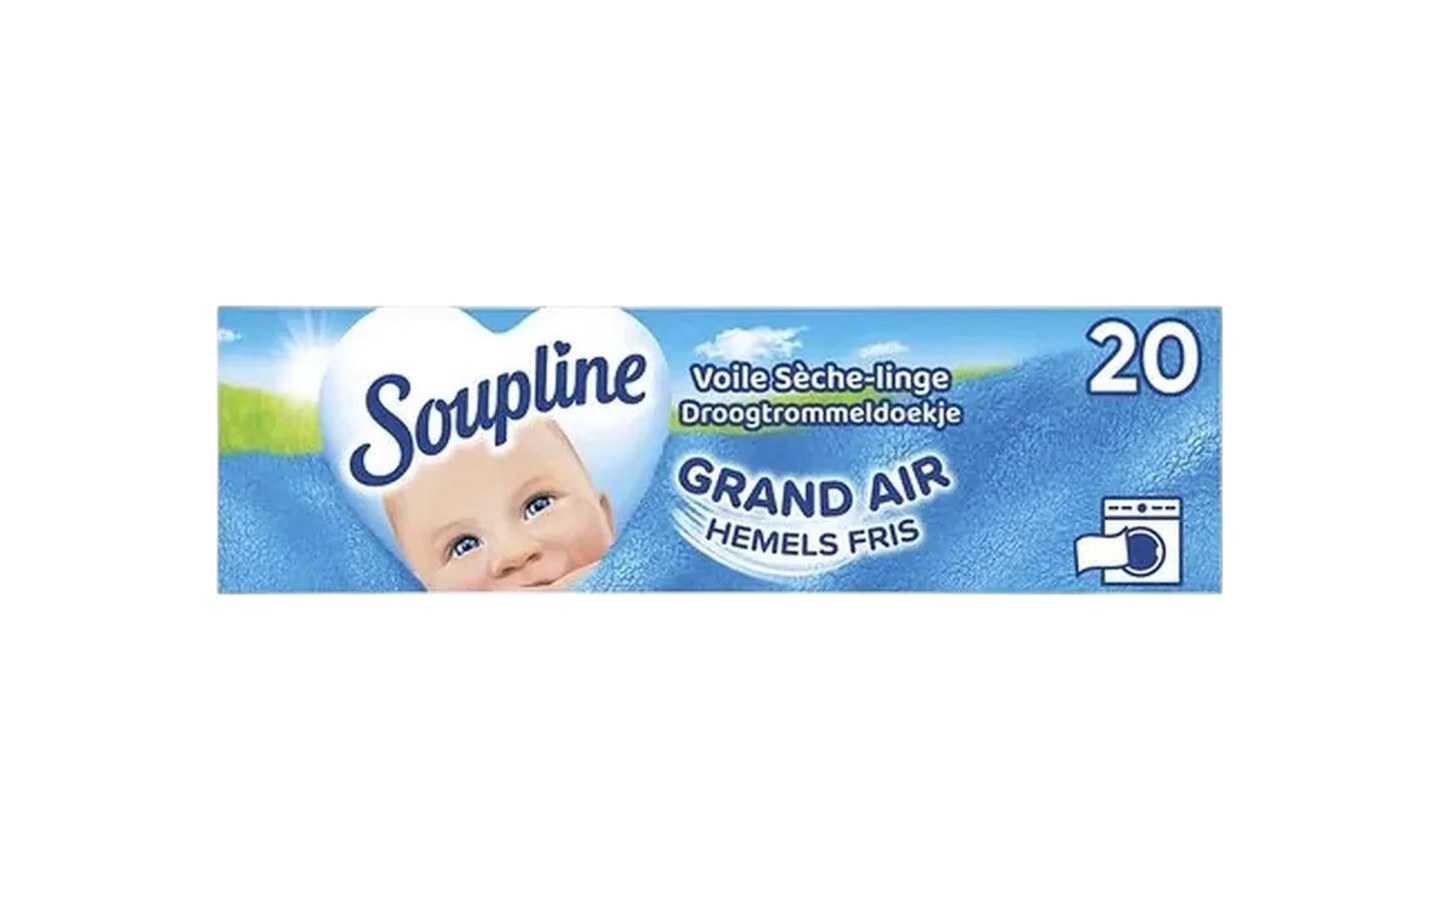 Soupline
Voile Sèche-linge
Droogtrommeldoekje
GRAND AIR
HEMELS FRIS
20